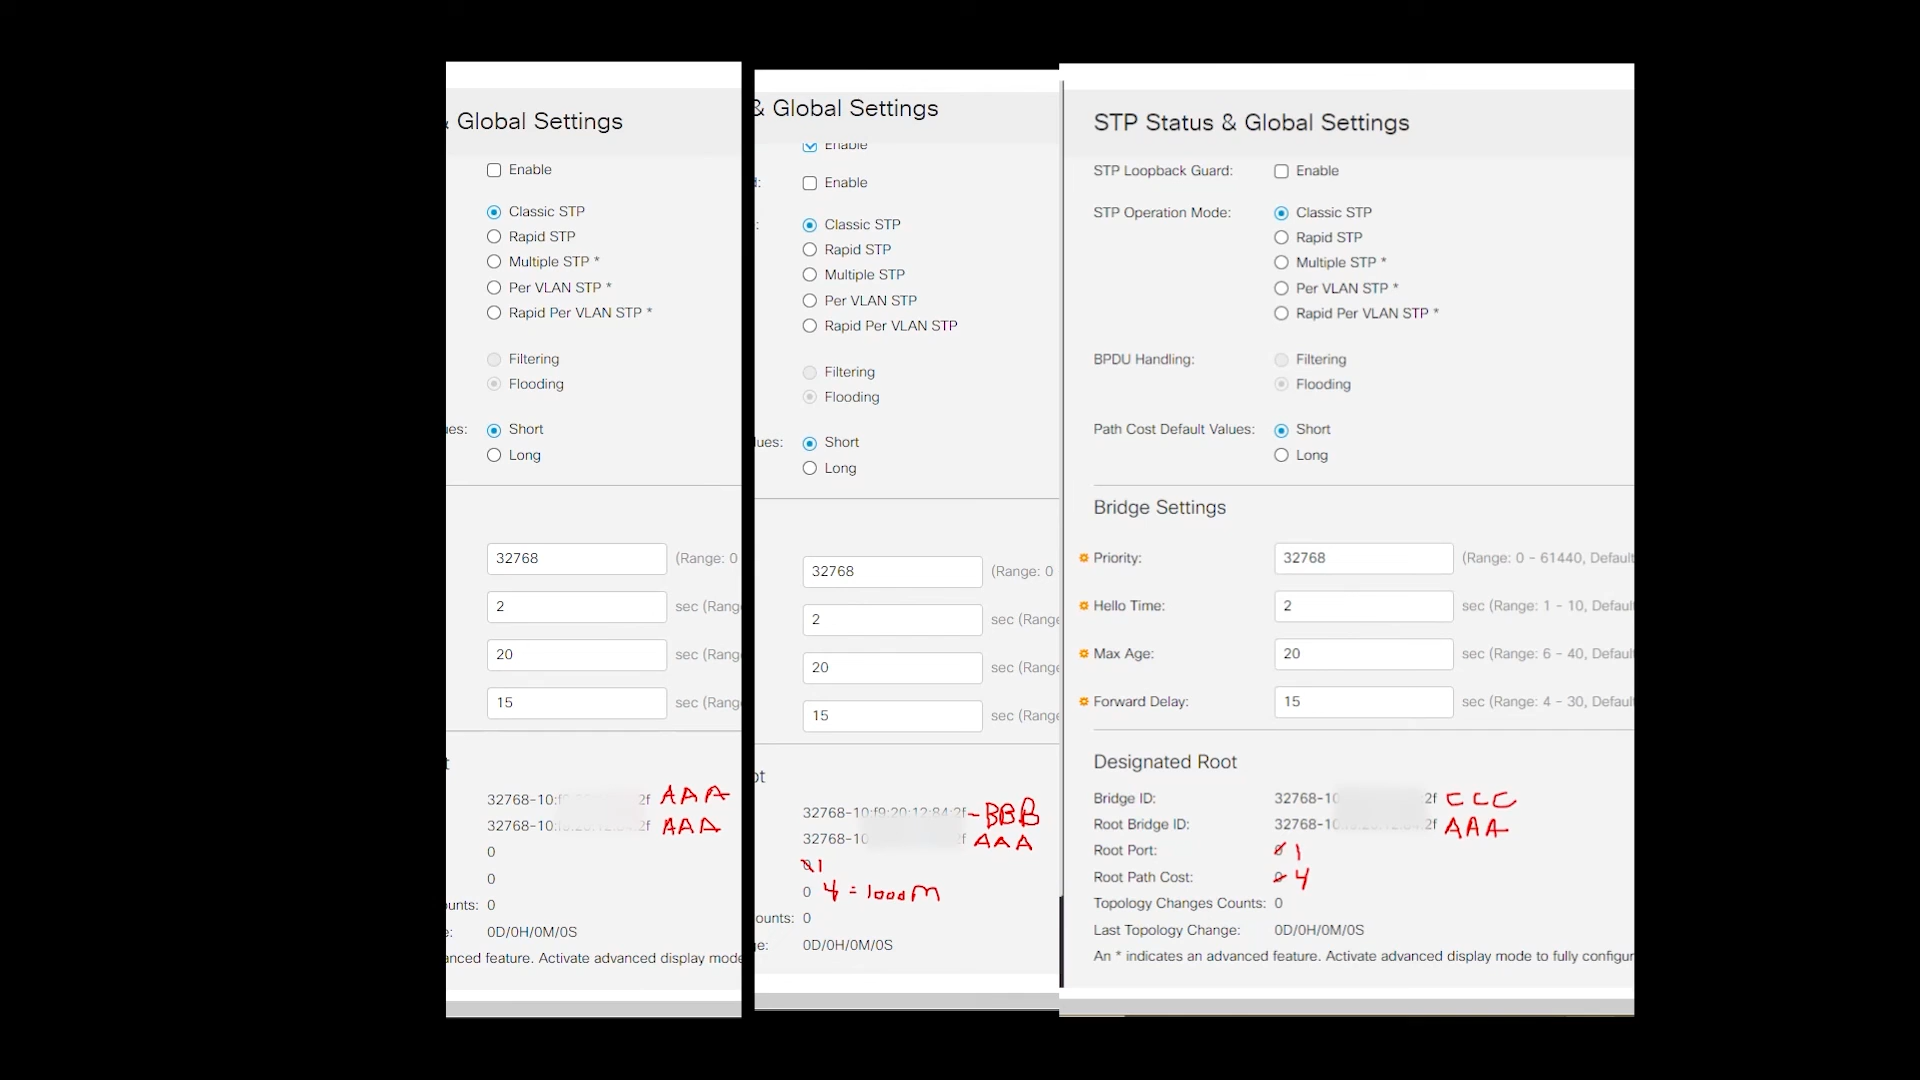 & Global Settings
Enable
Classic STP
Rapid STP
Multiple STP *
Per VLAN STP *
Rapid Per VLAN STP *
Filtering
Flooding
Short
Long
32768 (Range: 0
2 sec (Rang
20 sec (Rang
15 sec (Rang
32768-10: 2f AAA
32768-10: 2f AAA
0
0
unts: 0
0D/0H/0M/0S
anced feature. Activate advanced display mode
& Global Settings
Enable
Enable
Classic STP
Rapid STP
Multiple STP
Per VLAN STP
Rapid Per VLAN STP
Filtering
Flooding
lues: Short
Long
32768 (Range: 0
2 sec (Range
20 sec (Range
15 sec (Range
ot
32768-10:f9:20:12:84:2f - BBB
32768-10 f AAA
0 1
0 4 = 1000M
ounts: 0
ge: 0D/0H/0M/0S
STP Status & Global Settings
STP Loopback Guard: Enable
STP Operation Mode: Classic STP
Rapid STP
Multiple STP *
Per VLAN STP *
Rapid Per VLAN STP *
BPDU Handling: Filtering
Flooding
Path Cost Default Values: Short
Long
Bridge Settings
Priority: 32768 (Range: 0 - 61440, Default
Hello Time: 2 sec (Range: 1 - 10, Default
Max Age: 20 sec (Range: 6 - 40, Default
Forward Delay: 15 sec (Range: 4 - 30, Default
Designated Root
Bridge ID: 32768-10 2f CCC
Root Bridge ID: 32768-10 2f AAA
Root Port: 0 1
Root Path Cost: 0 4
Topology Changes Counts: 0
Last Topology Change: 0D/0H/0M/0S
An * indicates an advanced feature. Activate advanced display mode to fully configur